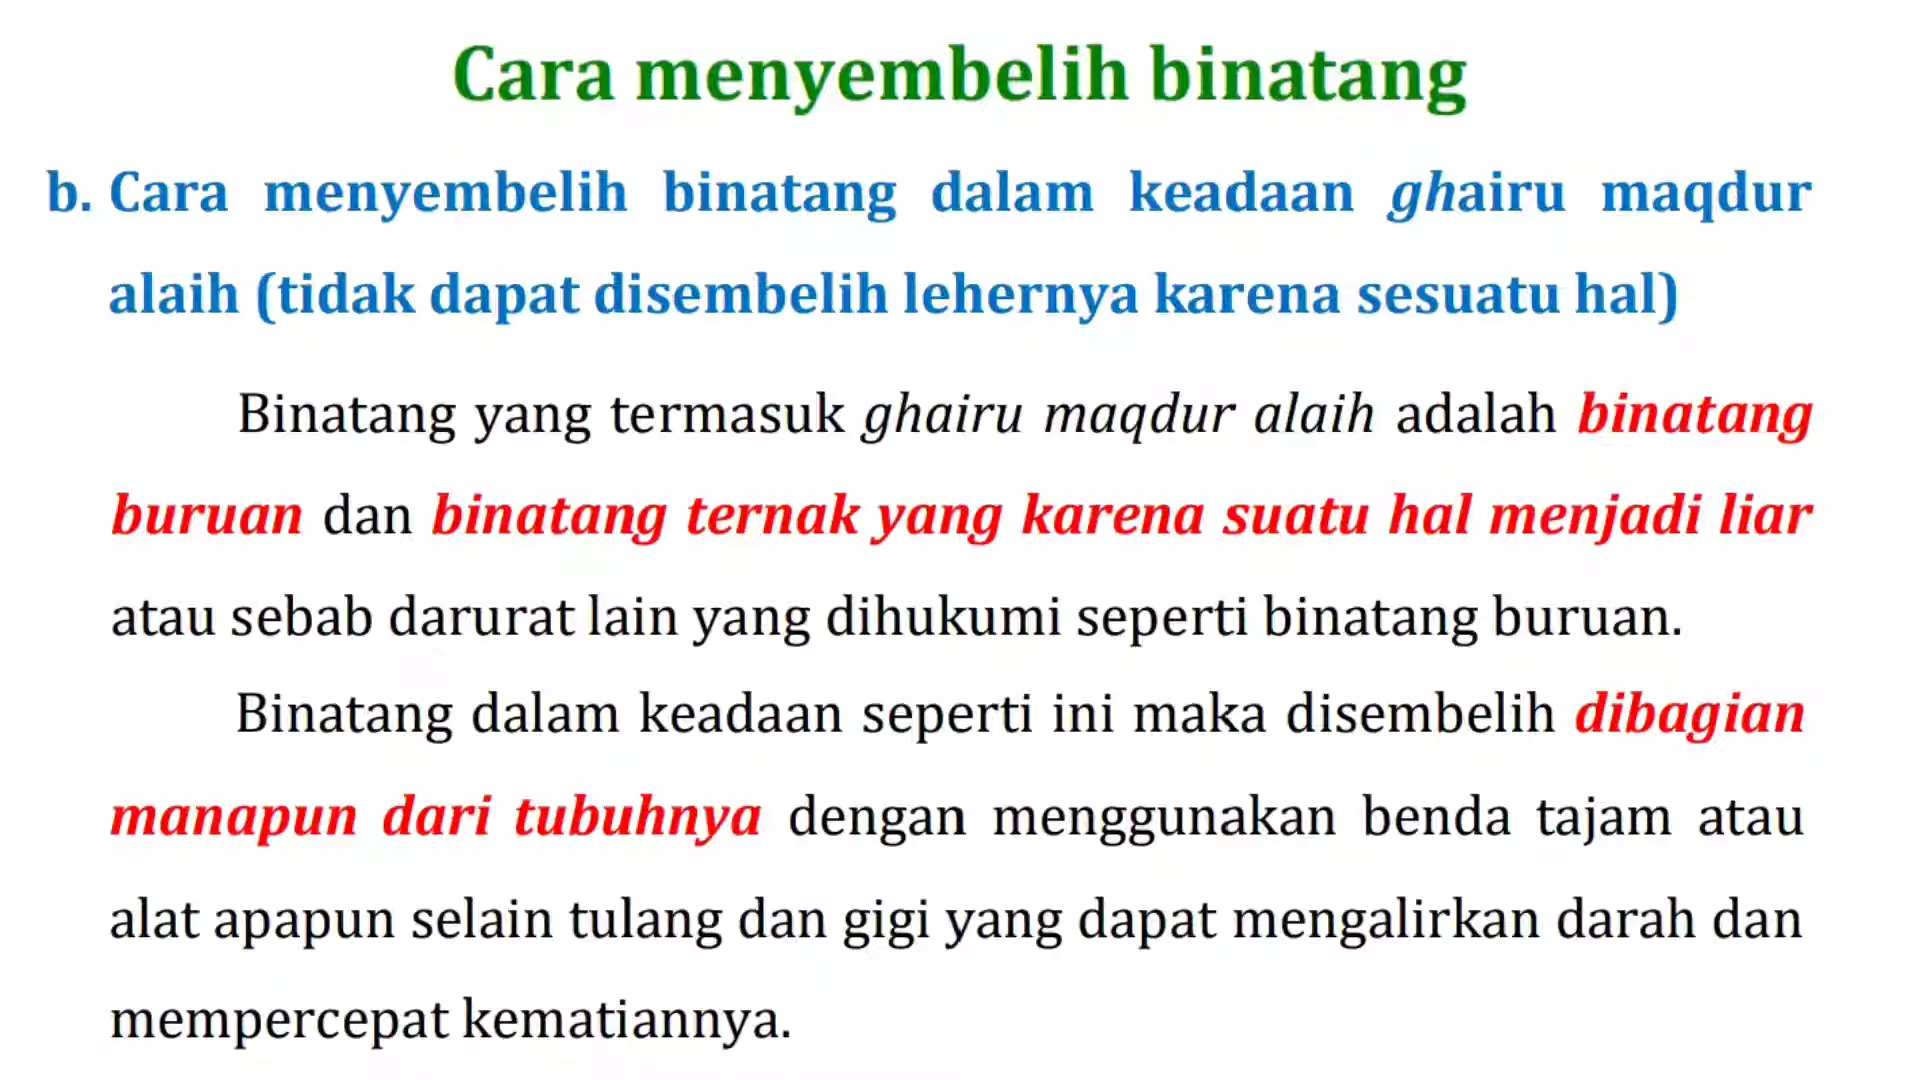 Cara menyembelih binatang
b. Cara menyembelih binatang dalam keadaan ghairu maqdur
alaih (tidak dapat disembelih lehernya karena sesuatu hal)
Binatang yang termasuk ghairu maqdur alaih adalah binatang
buruan dan binatang ternak yang karena suatu hal menjadi liar
atau sebab darurat lain yang dihukumi seperti binatang buruan.
Binatang dalam keadaan seperti ini maka disembelih dibagian
manapun dari tubuhnya dengan menggunakan benda tajam atau
alat apapun selain tulang dan gigi yang dapat mengalirkan darah dan
mempercepat kematiannya.